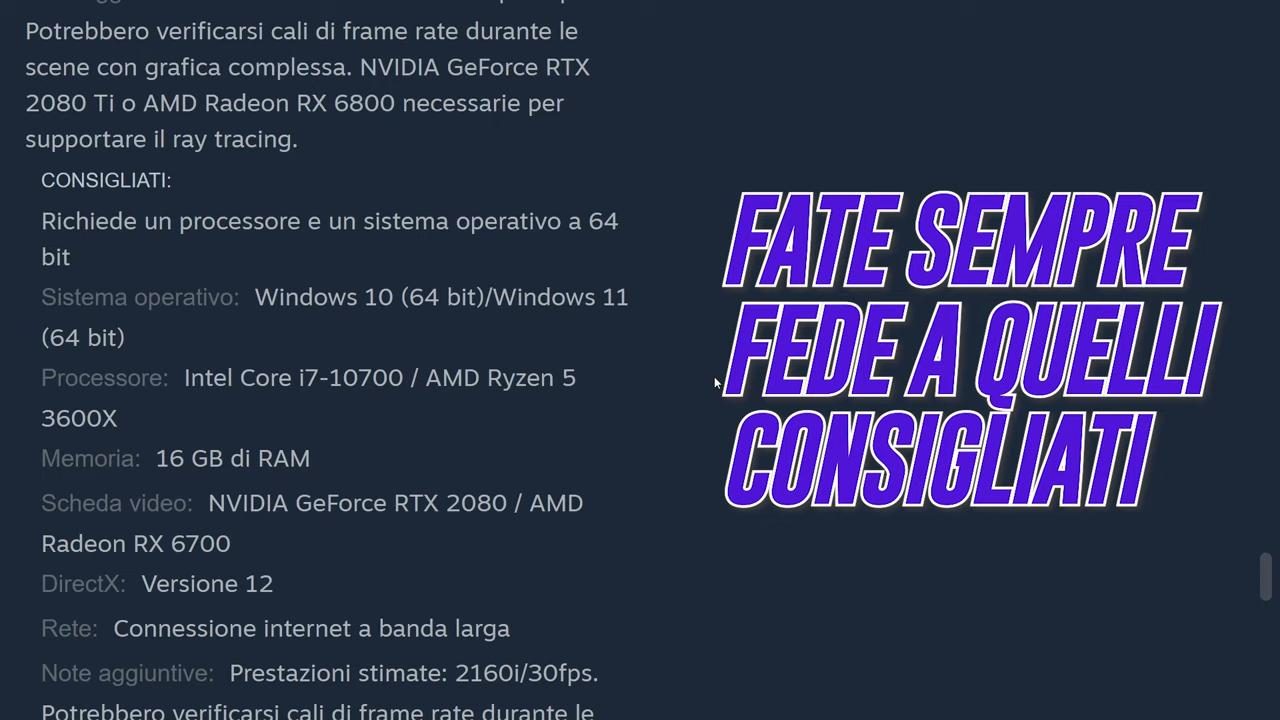 Potrebbero verificarsi cali di frame rate durante le
scene con grafica complessa. NVIDIA GeForce RTX
2080 Ti o AMD Radeon RX 6800 necessarie per
supportare il ray tracing.
CONSIGLIATI:
Richiede un processore e un sistema operativo a 64
bit
Sistema operativo: Windows 10 (64 bit)/Windows 11
(64 bit)
Processore: Intel Core i7-10700 / AMD Ryzen 5
3600X
Memoria: 16 GB di RAM
Scheda video: NVIDIA GeForce RTX 2080 / AMD
Radeon RX 6700
DirectX: Versione 12
Rete: Connessione internet a banda larga
Note aggiuntive: Prestazioni stimate: 2160i/30fps.
Potrebbero verificarsi cali di frame rate durante le
FATE SEMPRE
FEDE A QUELLI
CONSIGLIATI